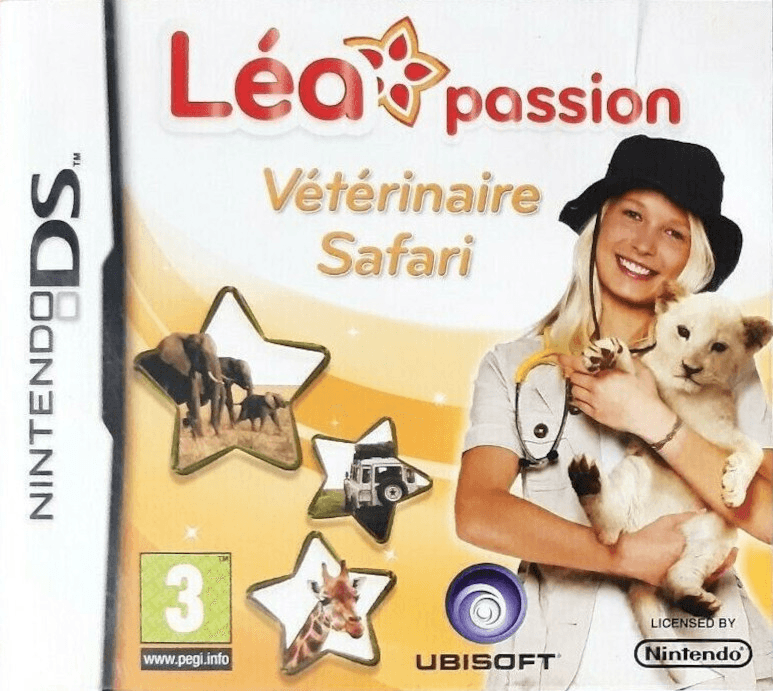 Léa passion
Vétérinaire
Safari
NINTENDO DS™
3
www.pegi.info
UBISOFT
LICENSED BY
Nintendo®